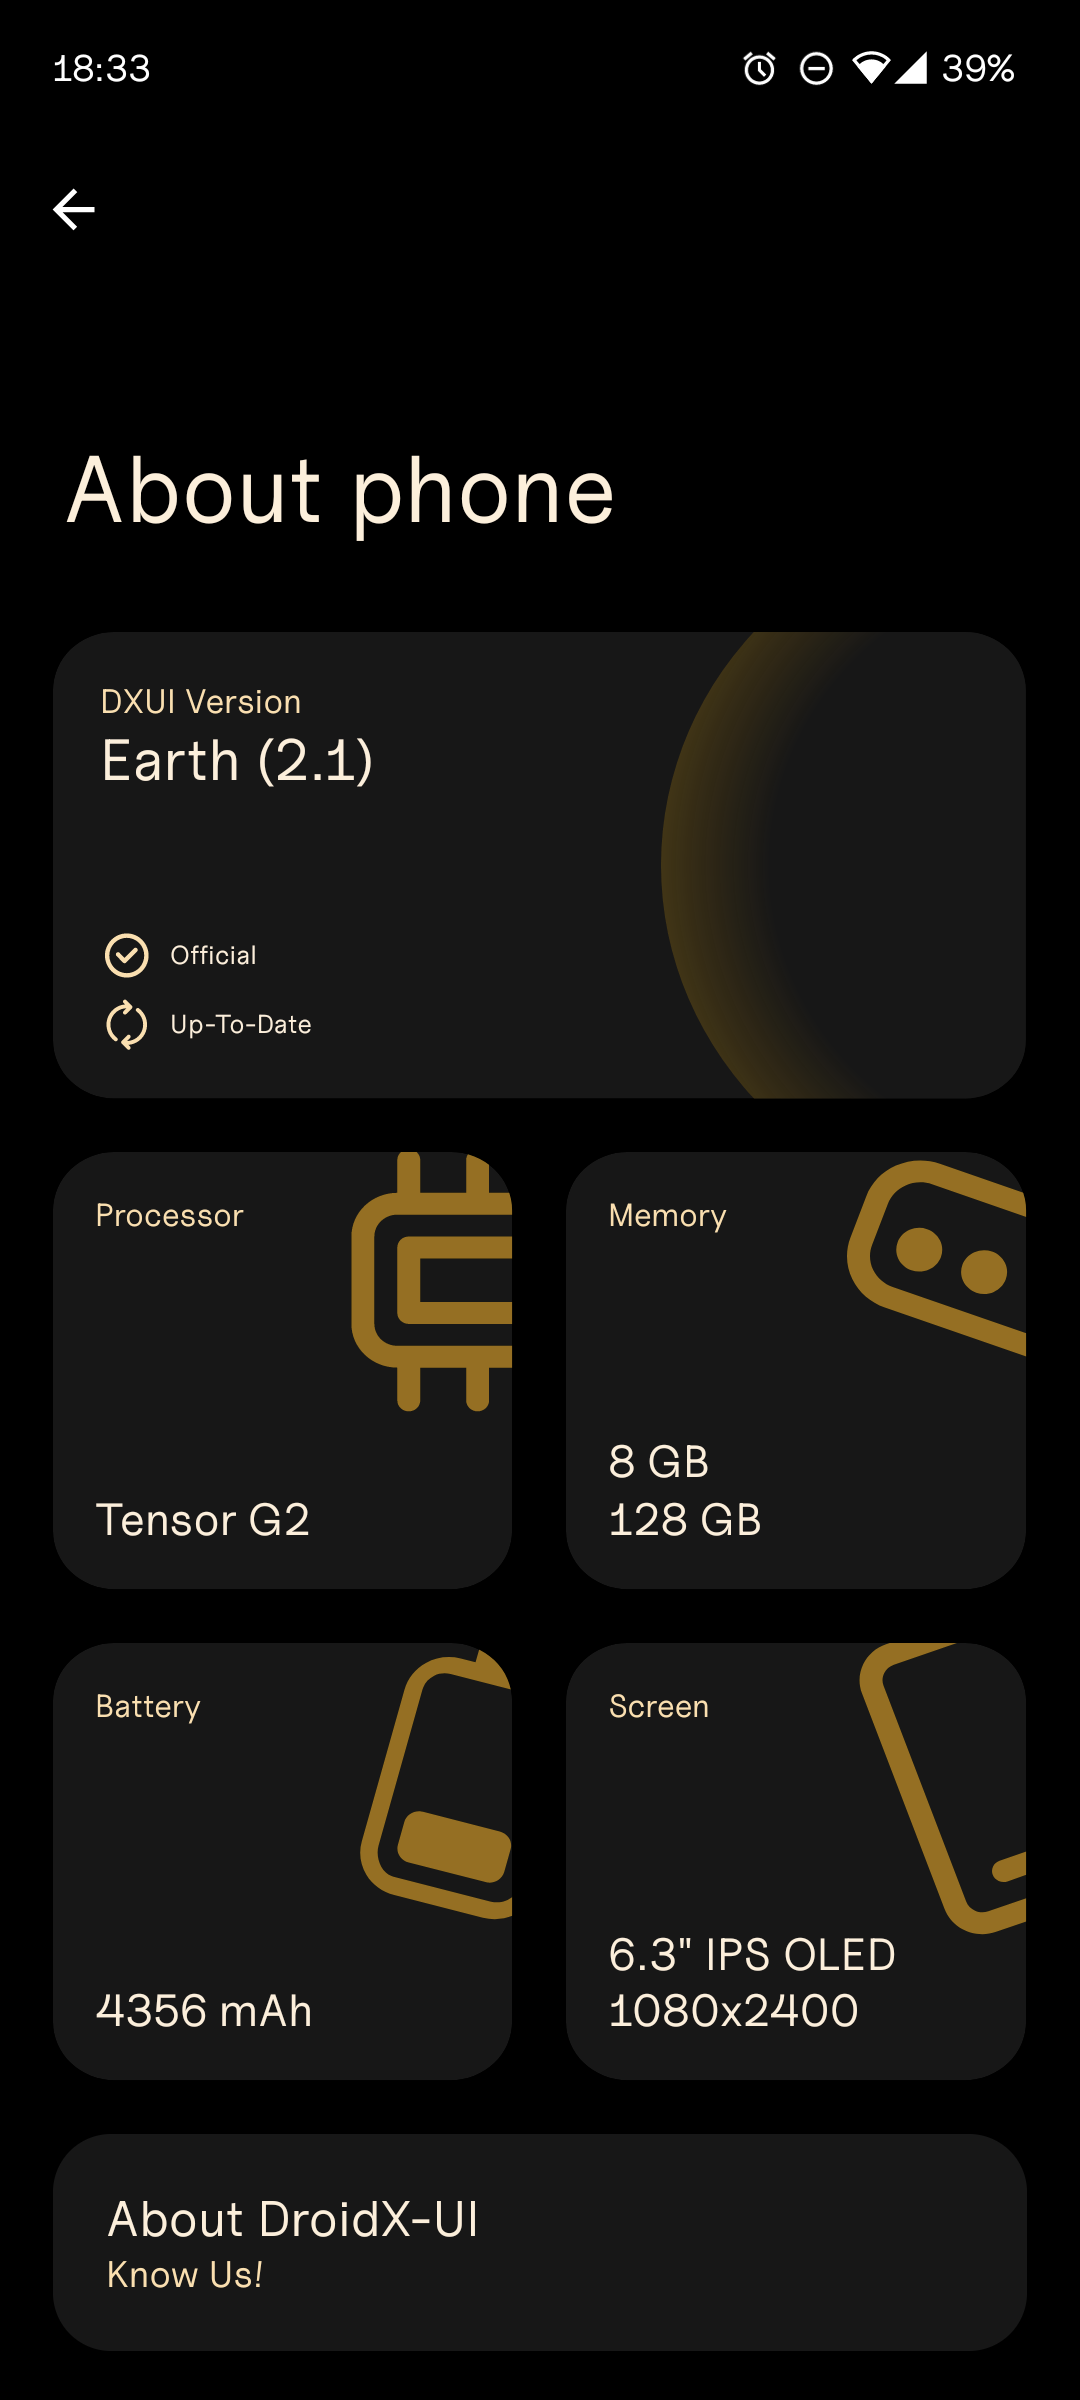 18:33
39%
About phone
DXUI Version
Earth (2.1)
Official
Up-To-Date
Processor
Tensor G2
Memory
8 GB
128 GB
Battery
4356 mAh
Screen
6.3" IPS OLED
1080x2400
About DroidX-UI
Know Us!